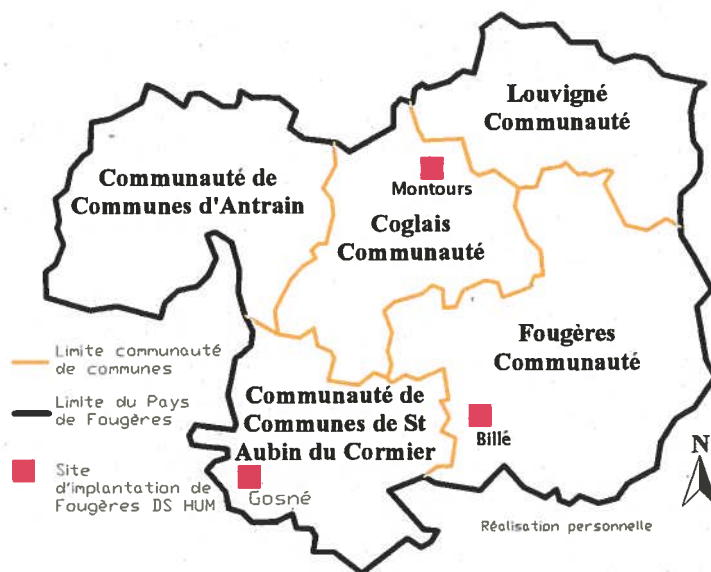 Louvigné
Communauté
Communauté de
Communes d'Antrain
Montours
Coglais
Communauté
Fougères
Communauté
Limite communauté
de communes
Communauté de
Communes de St
Aubin du Cormier
Limite du Pays
de Fougères
Billé
Site
d'implantation de
Fougères DS HUM
Gosné
N
Réalisation personnelle